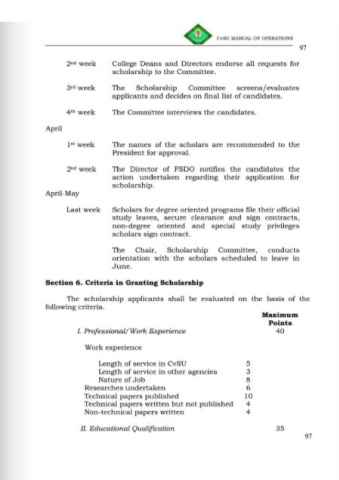 CvSU MANUAL OF OPERATIONS
97
2nd week College Deans and Directors endorse all requests for
scholarship to the Committee.
3rd week The Scholarship Committee screens/evaluates
applicants and decides on final list of candidates.
4th week The Committee interviews the candidates.
April
1st week The names of the scholars are recommended to the
President for approval.
2nd week The Director of FSDO notifies the candidates the
action undertaken regarding their application for
scholarship.
April-May
Last week Scholars for degree oriented programs file their official
study leaves, secure clearance and sign contracts,
non-degree oriented and special study privileges
scholars sign contract.
The Chair, Scholarship Committee, conducts
orientation with the scholars scheduled to leave in
June.
Section 6. Criteria in Granting Scholarship
The scholarship applicants shall be evaluated on the basis of the
following criteria.
Maximum
Points
I. Professional/Work Experience 40
Work experience
Length of service in CvSU 5
Length of service in other agencies 3
Nature of Job 8
Researches undertaken 6
Technical papers published 10
Technical papers written but not published 4
Non-technical papers written 4
II. Educational Qualification 35
97